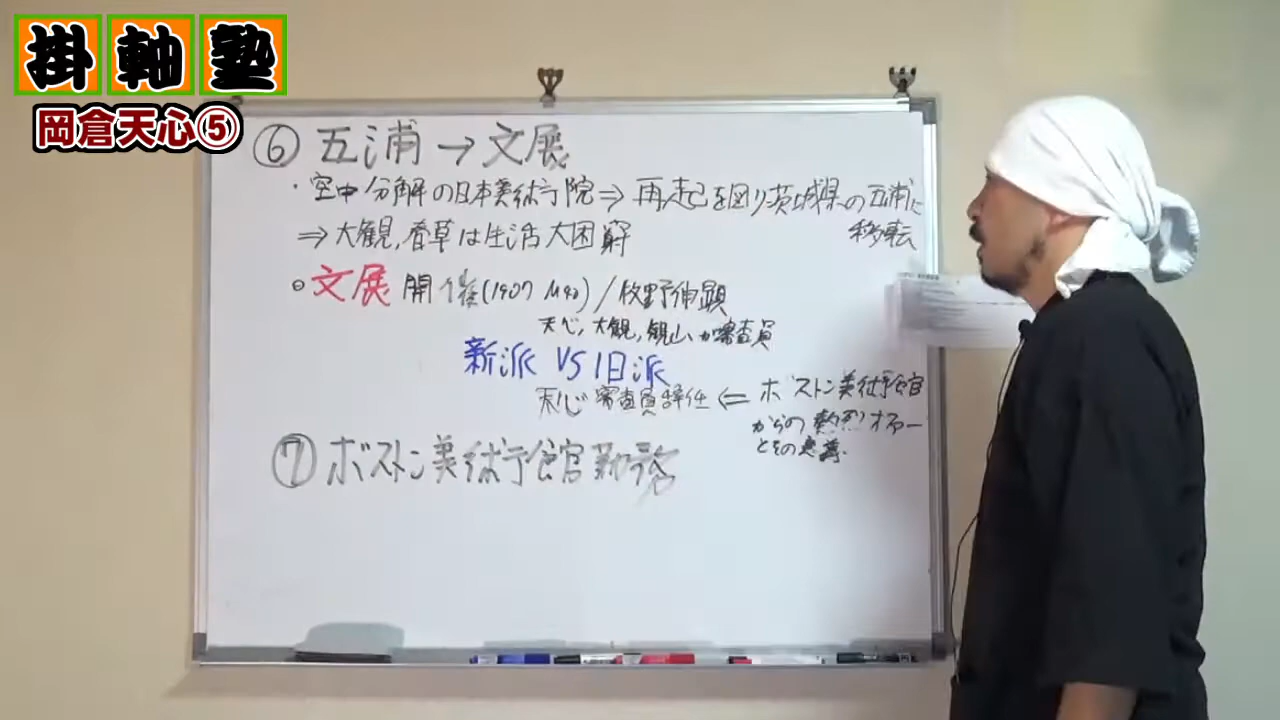 掛軸塾
岡倉天心⑤
⑥ 五浦→文展
・空中分解の日本美術院⇒再起を図り茨城県の五浦に
移転
⇒大観,春草は生活大困窮
○文展開催(1907 M40)/牧野伸顕
天心,大観,観山が審査員
新派 VS 旧派
天心審査員辞任⇐ボストン美術館
からの熱烈オファー
とその意識.
⑦ボストン美術館勤務